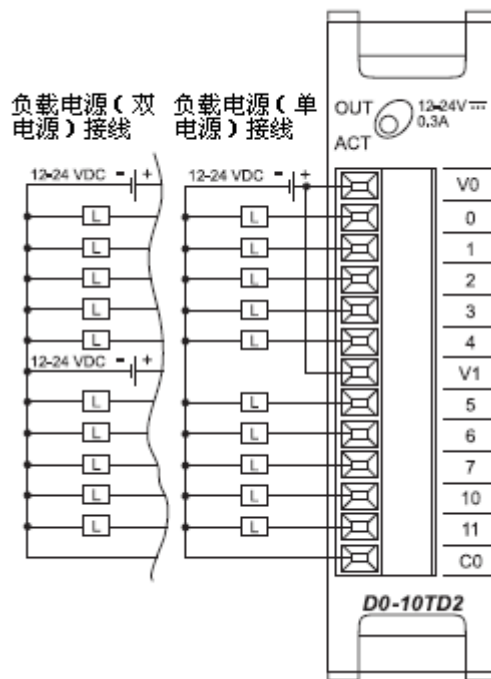 负载电源（双
电源）接线
负载电源（单
电源）接线
OUT
ACT
12-24V
0.3A
12-24 VDC - +
L
L
L
L
L
12-24 VDC - +
L
L
L
L
L
12-24 VDC - +
L
L
L
L
L
L
L
L
L
L
V0
0
1
2
3
4
V1
5
6
7
10
11
C0
D0-10TD2